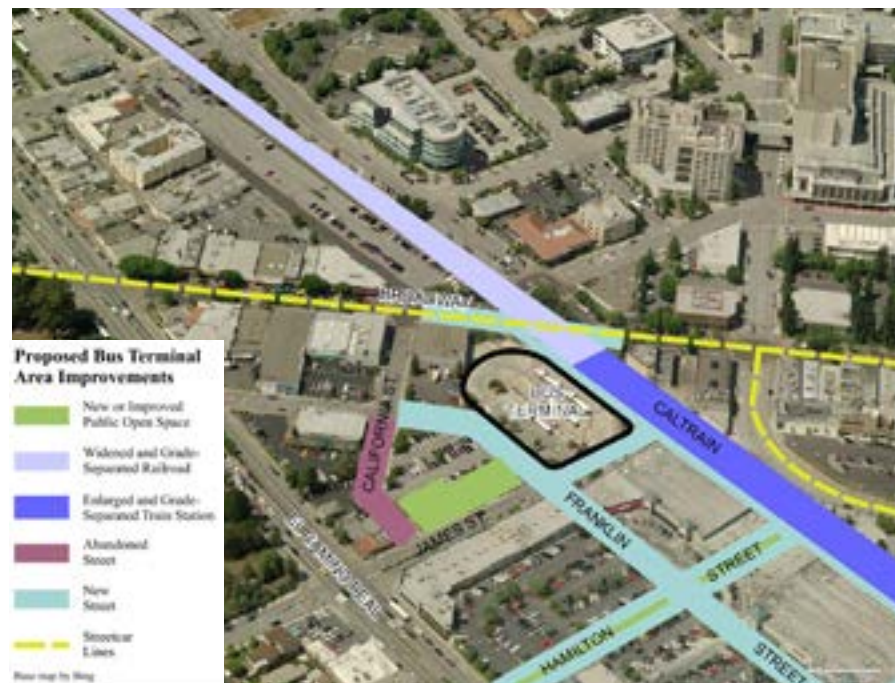 BROADWAY
BUS
TERMINAL
CALTRAIN
CALIFORNIA ST
FRANKLIN
STREET
JAMES ST
EL CAMINO REAL
HAMILTON
STREET
Proposed Bus Terminal
Area Improvements
New or Improved
Public Open Space
Widened and Grade-
Separated Railroad
Enlarged and Grade-
Separated Train Station
Abandoned
Street
New
Street
Streetcar
Lines
Base map by Bing